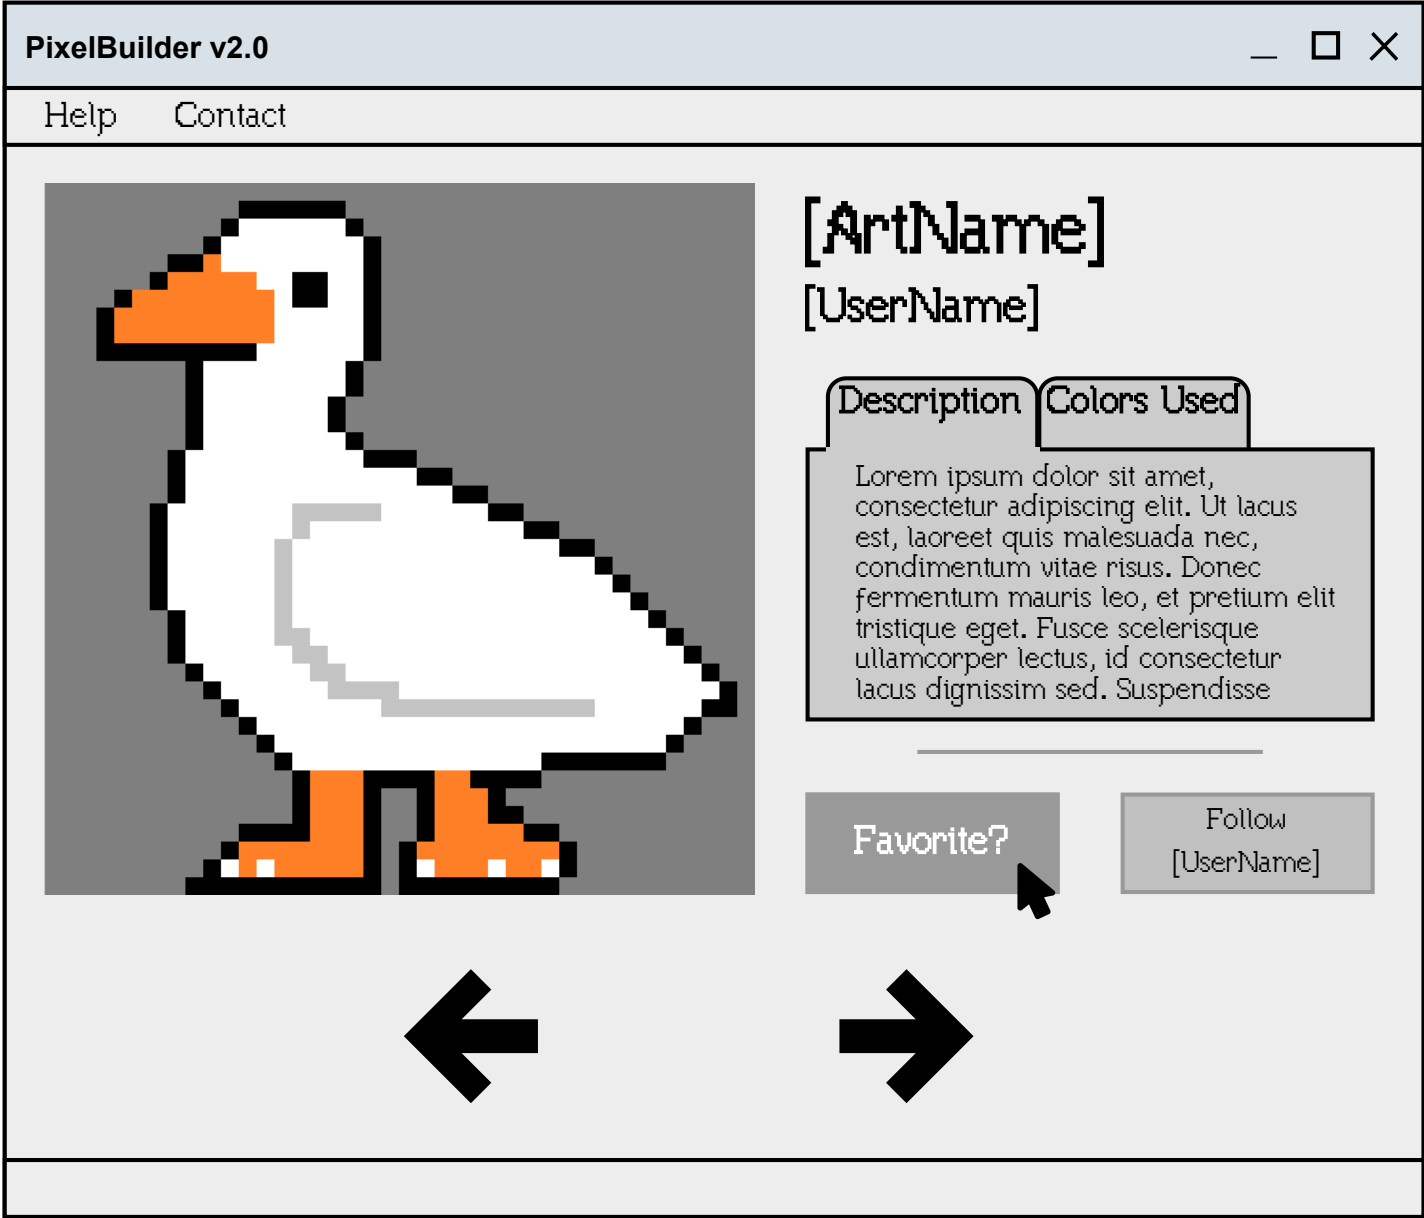 PixelBuilder v2.0
Help Contact
[ArtName]
[UserName]
Description Colors Used
Lorem ipsum dolor sit amet,
consectetur adipiscing elit. Ut lacus
est, laoreet quis malesuada nec,
condimentum vitae risus. Donec
fermentum mauris leo, et pretium elit
tristique eget. Fusce scelerisque
ullamcorper lectus, id consectetur
lacus dignissim sed. Suspendisse
Favorite?
Follow
[UserName]